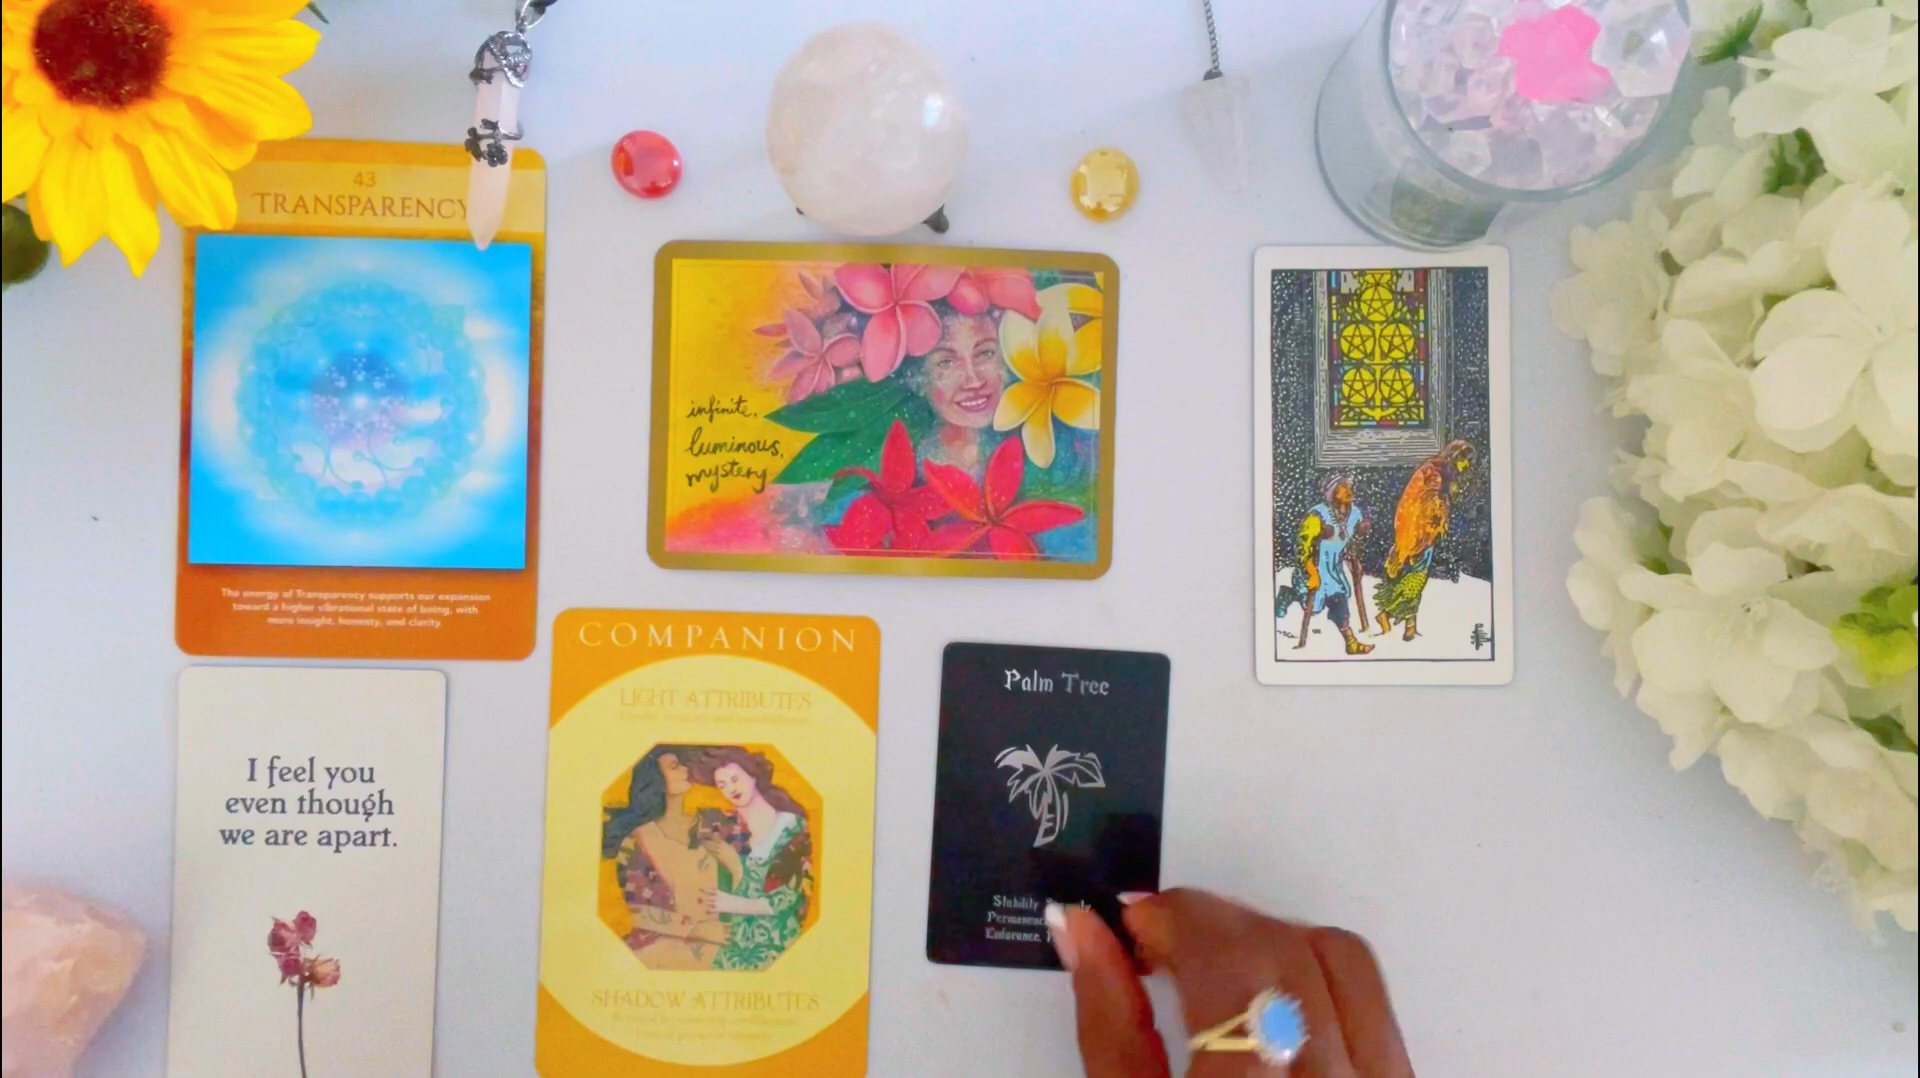 43
TRANSPARENCY
The energy of Transparency supports our expansion
toward a higher vibrational state of being, with
more insight, honesty, and clarity.
infinite,
luminous,
mystery
I feel you
even though
we are apart.
COMPANION
LIGHT ATTRIBUTES
SHADOW ATTRIBUTES
Palm Tree
Stability
Permanence
Endurance,